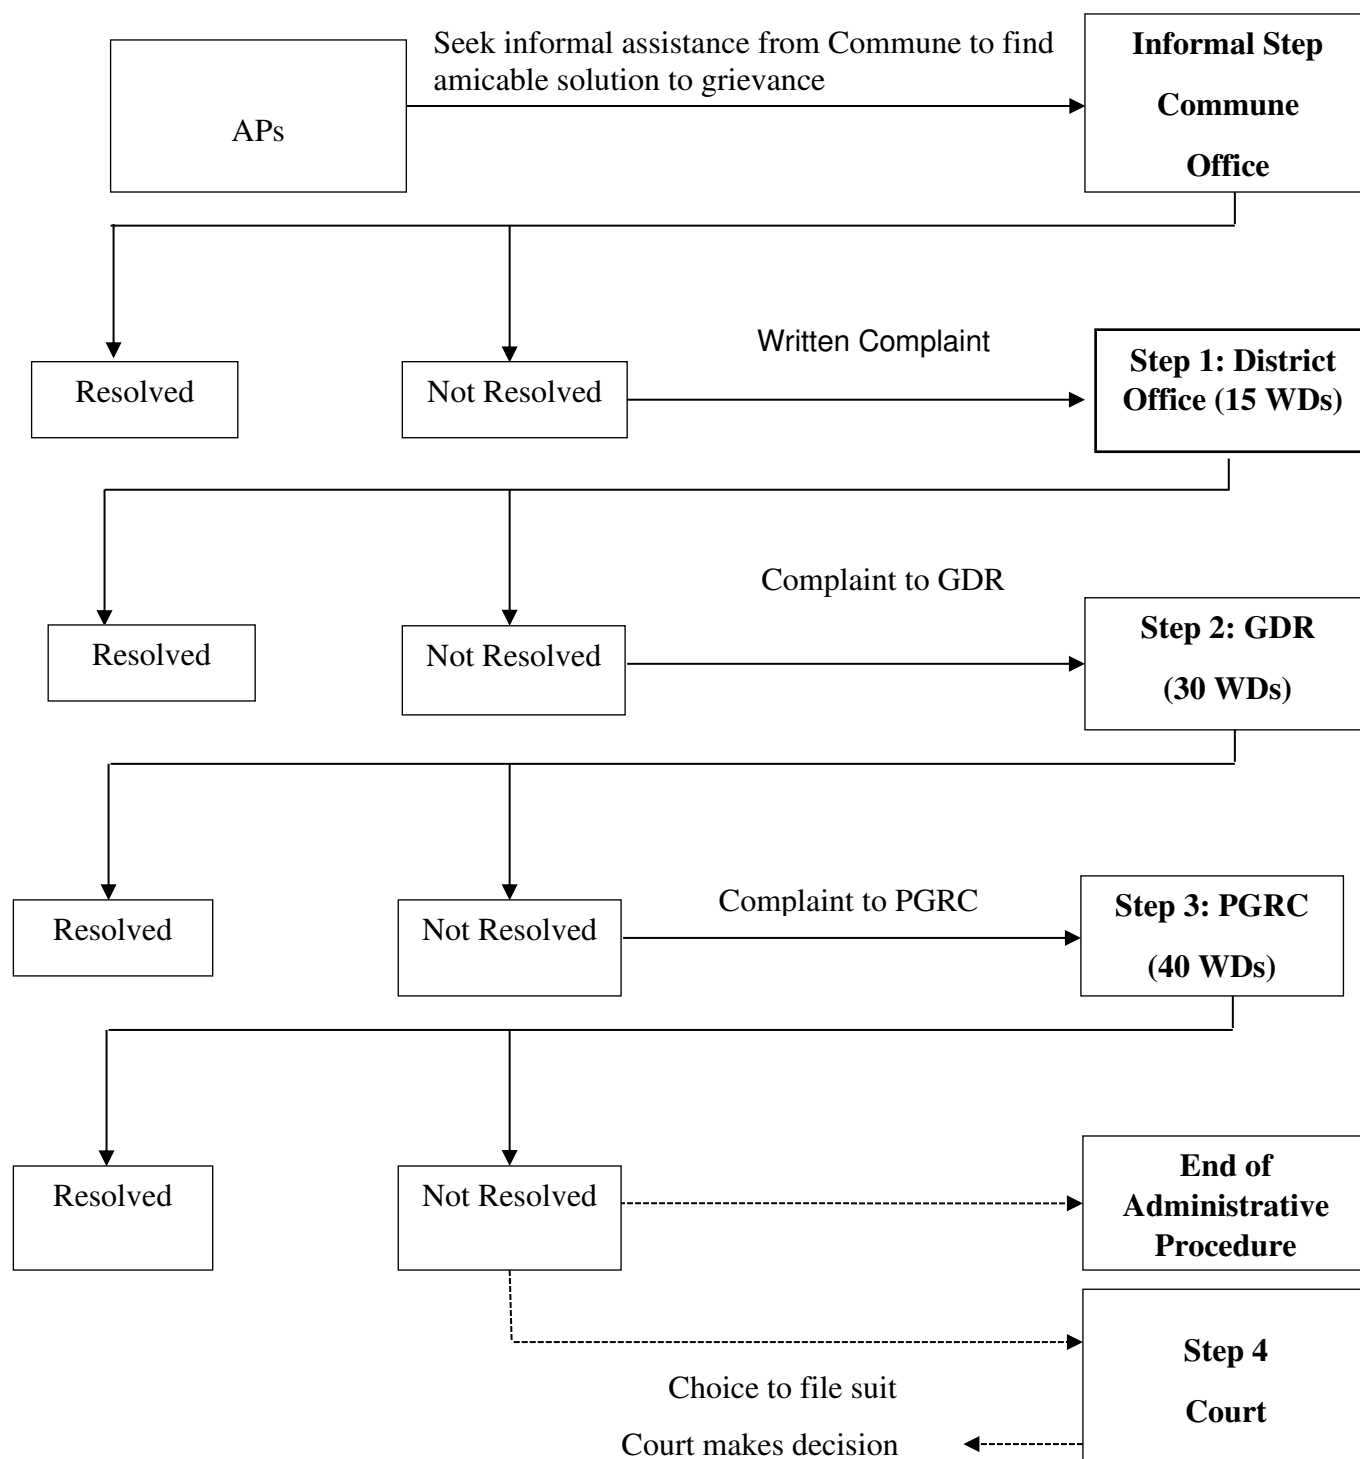 Seek informal assistance from Commune to find
amicable solution to grievance
APs
Informal Step
Commune
Office
Resolved
Not Resolved
Written Complaint
Step 1: District
Office (15 WDs)
Resolved
Not Resolved
Complaint to GDR
Step 2: GDR
(30 WDs)
Resolved
Not Resolved
Complaint to PGRC
Step 3: PGRC
(40 WDs)
Resolved
Not Resolved
End of
Administrative
Procedure
Choice to file suit
Court makes decision
Step 4
Court